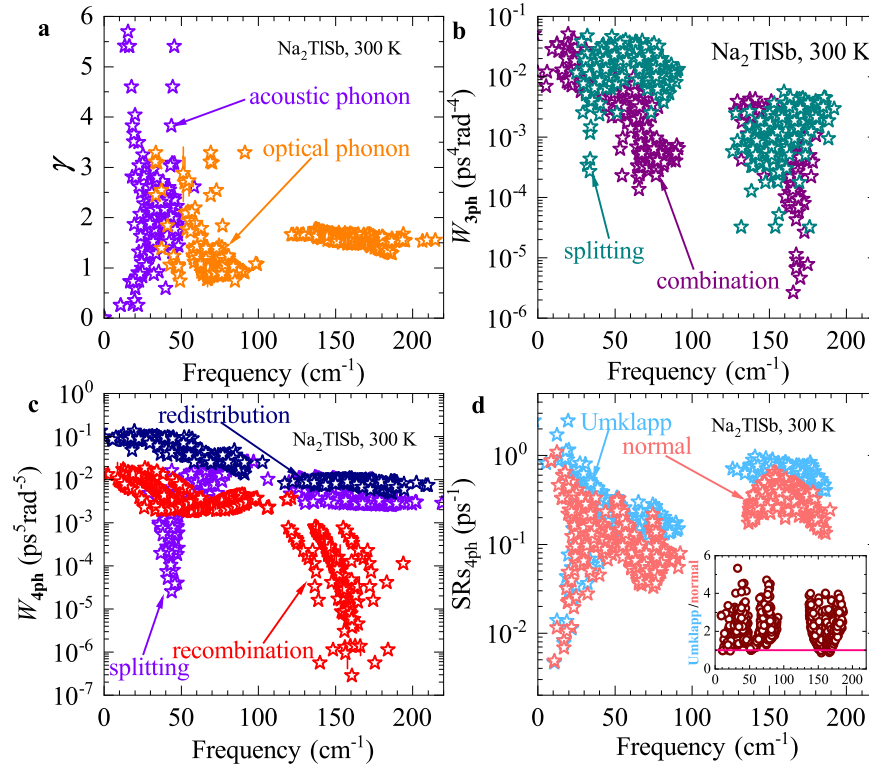 a
Na₂TlSb, 300 K
acoustic phonon
optical phonon
γ
0 1 2 3 4 5 6
0 50 100 150 200
Frequency (cm⁻¹)
b
Na₂TlSb, 300 K
splitting
combination
W₃ₚₕ (ps⁴rad⁻⁴)
10⁻¹ 10⁻² 10⁻³ 10⁻⁴ 10⁻⁵ 10⁻⁶
0 50 100 150 200
Frequency (cm⁻¹)
c
redistribution
Na₂TlSb, 300 K
recombination
splitting
W₄ₚₕ (ps⁵rad⁻⁵)
10⁰ 10⁻¹ 10⁻² 10⁻³ 10⁻⁴ 10⁻⁵ 10⁻⁶ 10⁻⁷
0 50 100 150 200
Frequency (cm⁻¹)
d
Umklapp
Na₂TlSb, 300 K
normal
SRs₄ₚₕ (ps⁻¹)
10⁰ 10⁻¹ 10⁻²
Umklapp/normal
0 2 4 6
0 50 100 150 200
0 50 100 150 200
Frequency (cm⁻¹)